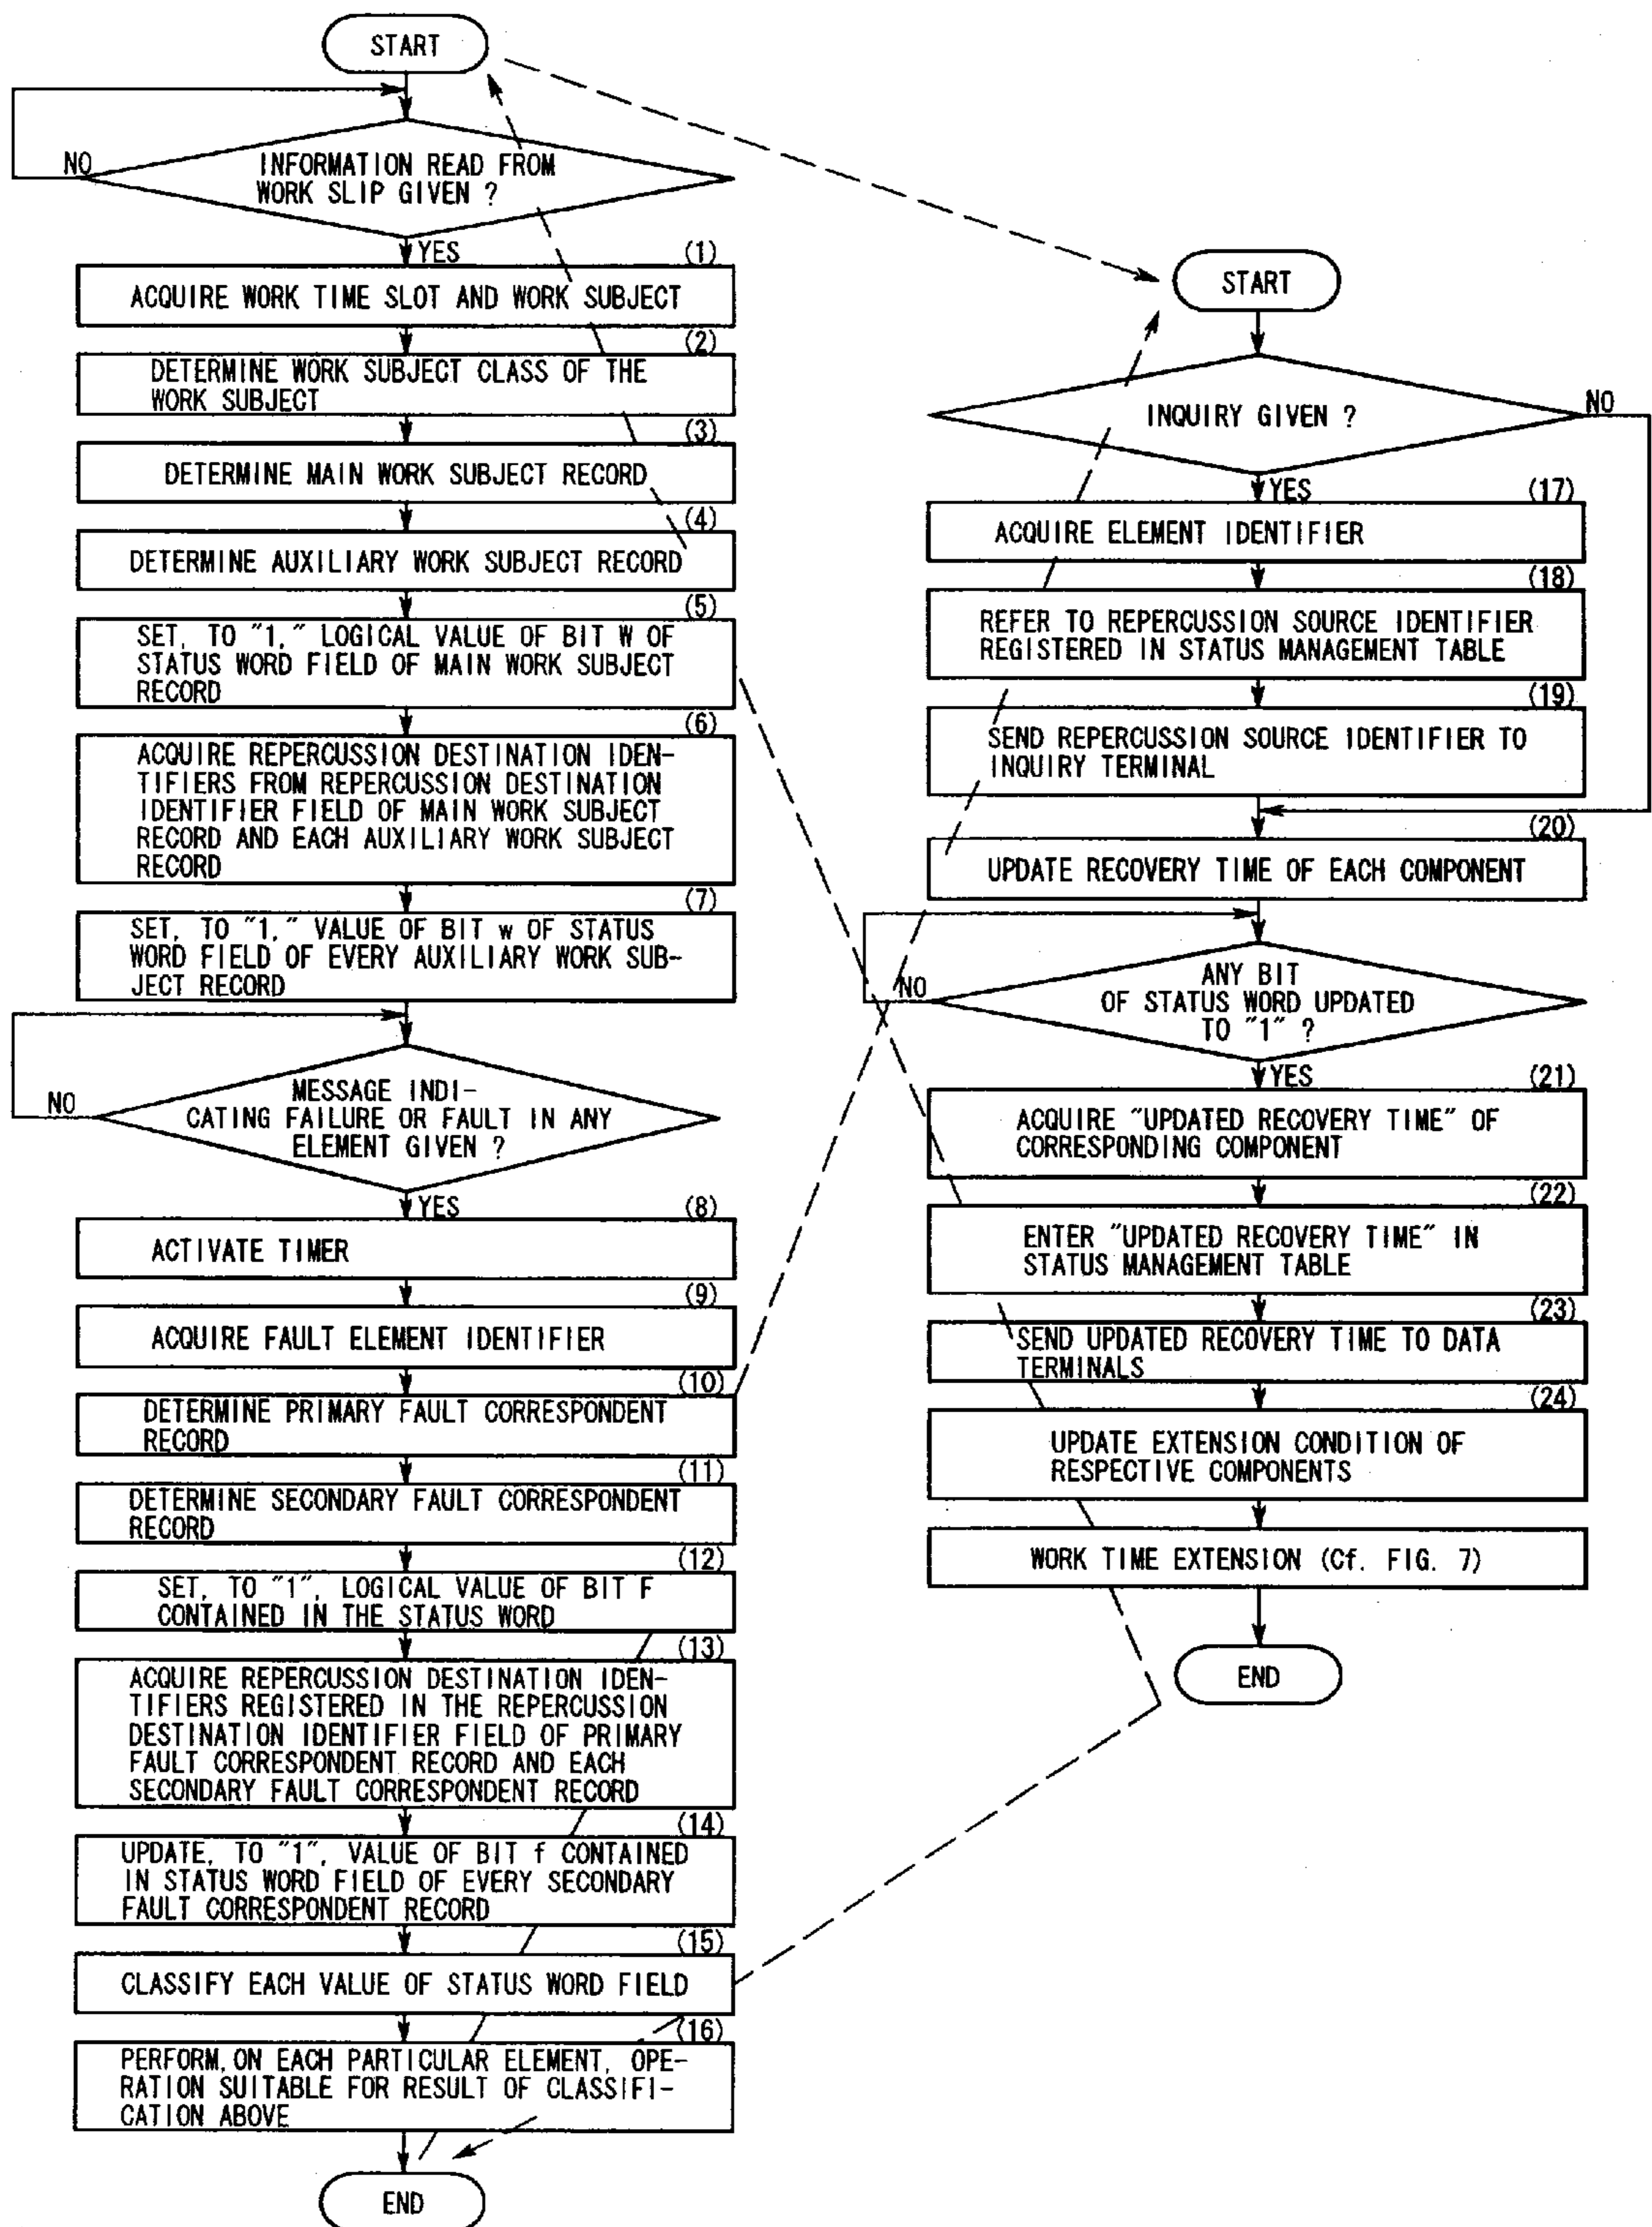 START
INFORMATION READ FROM
WORK SLIP GIVEN ?
NO
YES
(1)
ACQUIRE WORK TIME SLOT AND WORK SUBJECT
(2)
DETERMINE WORK SUBJECT CLASS OF THE
WORK SUBJECT
(3)
DETERMINE MAIN WORK SUBJECT RECORD
(4)
DETERMINE AUXILIARY WORK SUBJECT RECORD
(5)
SET, TO "1," LOGICAL VALUE OF BIT W OF
STATUS WORD FIELD OF MAIN WORK SUBJECT
RECORD
(6)
ACQUIRE REPERCUSSION DESTINATION IDEN-
TIFIERS FROM REPERCUSSION DESTINATION
IDENTIFIER FIELD OF MAIN WORK SUBJECT
RECORD AND EACH AUXILIARY WORK SUBJECT
RECORD
(7)
SET, TO "1," VALUE OF BIT w OF STATUS
WORD FIELD OF EVERY AUXILIARY WORK SUB-
JECT RECORD
MESSAGE INDI-
CATING FAILURE OR FAULT IN ANY
ELEMENT GIVEN ?
NO
YES
(8)
ACTIVATE TIMER
(9)
ACQUIRE FAULT ELEMENT IDENTIFIER
(10)
DETERMINE PRIMARY FAULT CORRESPONDENT
RECORD
(11)
DETERMINE SECONDARY FAULT CORRESPONDENT
RECORD
(12)
SET, TO "1", LOGICAL VALUE OF BIT F
CONTAINED IN THE STATUS WORD
(13)
ACQUIRE REPERCUSSION DESTINATION IDEN-
TIFIERS REGISTERED IN THE REPERCUSSION
DESTINATION IDENTIFIER FIELD OF PRIMARY
FAULT CORRESPONDENT RECORD AND EACH
SECONDARY FAULT CORRESPONDENT RECORD
(14)
UPDATE, TO "1", VALUE OF BIT f CONTAINED
IN STATUS WORD FIELD OF EVERY SECONDARY
FAULT CORRESPONDENT RECORD
(15)
CLASSIFY EACH VALUE OF STATUS WORD FIELD
(16)
PERFORM, ON EACH PARTICULAR ELEMENT, OPE-
RATION SUITABLE FOR RESULT OF CLASSIFI-
CATION ABOVE
END
START
INQUIRY GIVEN ?
NO
YES
(17)
ACQUIRE ELEMENT IDENTIFIER
(18)
REFER TO REPERCUSSION SOURCE IDENTIFIER
REGISTERED IN STATUS MANAGEMENT TABLE
(19)
SEND REPERCUSSION SOURCE IDENTIFIER TO
INQUIRY TERMINAL
(20)
UPDATE RECOVERY TIME OF EACH COMPONENT
ANY BIT
OF STATUS WORD UPDATED
TO "1" ?
NO
YES
(21)
ACQUIRE "UPDATED RECOVERY TIME" OF
CORRESPONDING COMPONENT
(22)
ENTER "UPDATED RECOVERY TIME" IN
STATUS MANAGEMENT TABLE
(23)
SEND UPDATED RECOVERY TIME TO DATA
TERMINALS
(24)
UPDATE EXTENSION CONDITION OF
RESPECTIVE COMPONENTS
WORK TIME EXTENSION (Cf. FIG. 7)
END